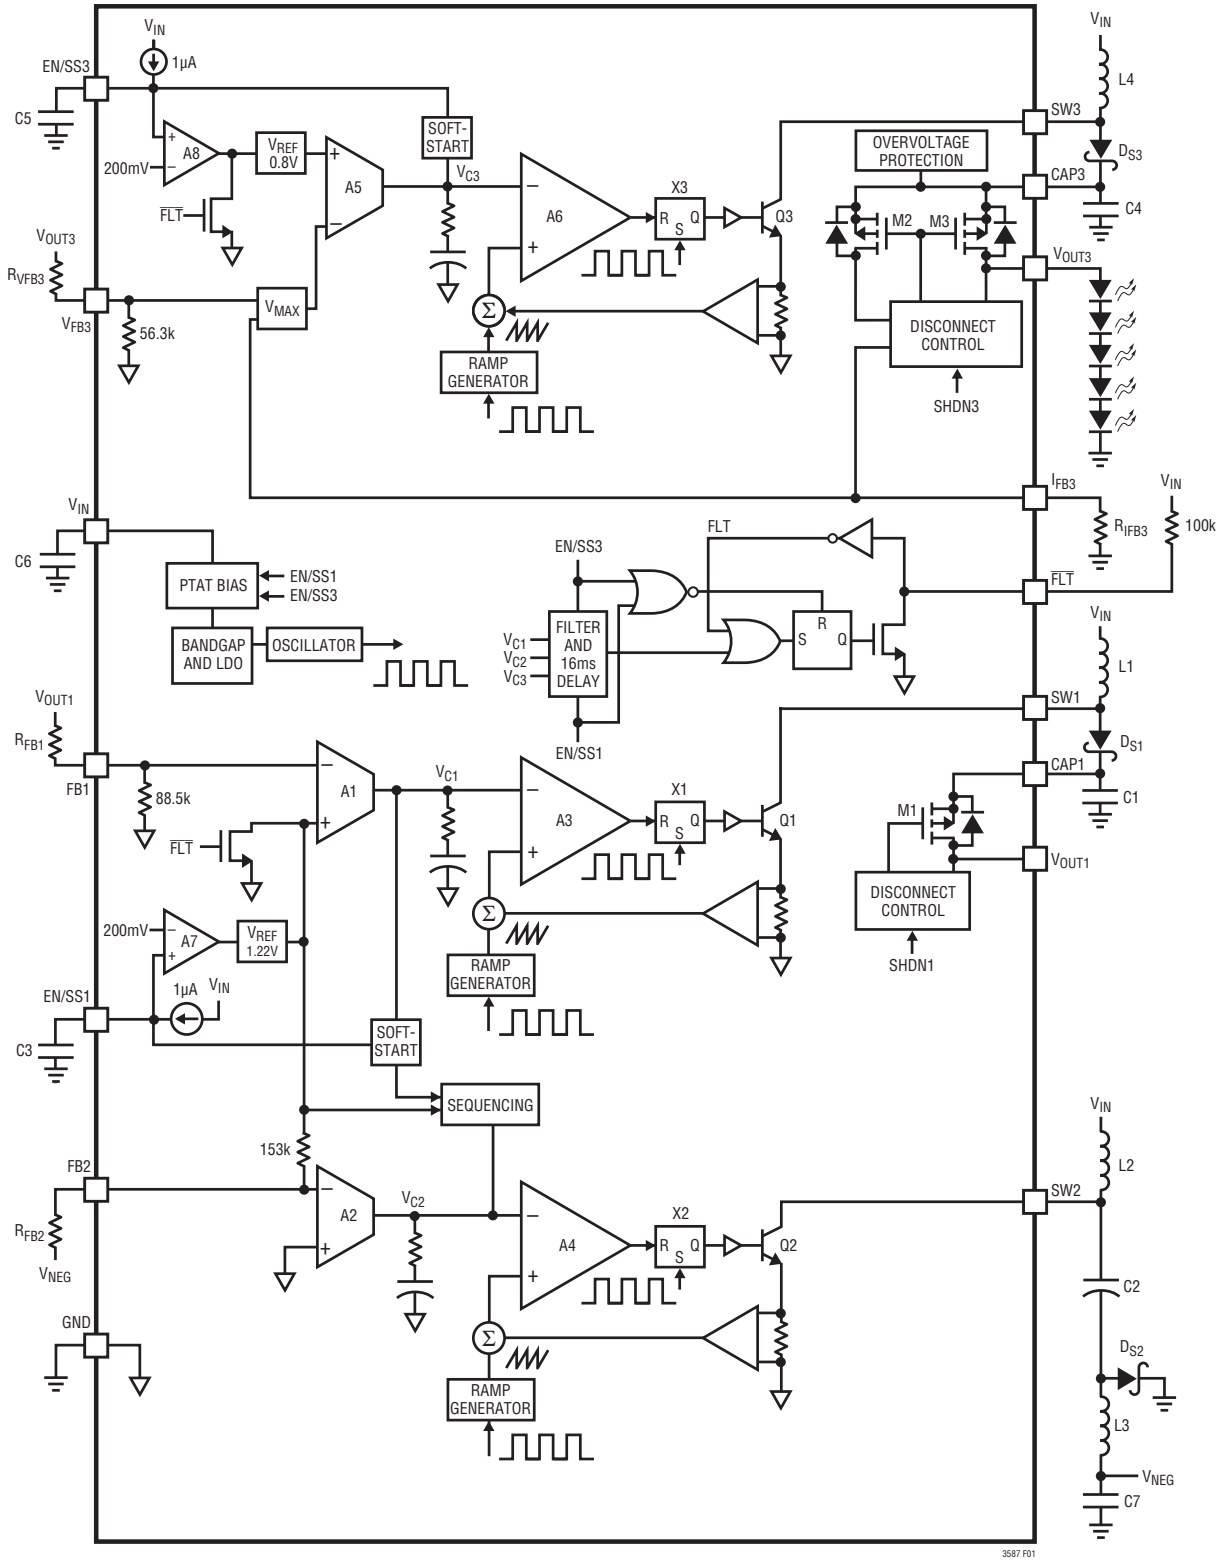 VIN
1µA
EN/SS3
C5
A8
+
−
200mV
VREF
0.8V
FLT
A5
+
−
SOFT-
START
VC3
A6
−
+
X3
R Q
S
Q3
Σ
RAMP
GENERATOR
VOUT3
RVFB3
VFB3
56.3k
VMAX
OVERVOLTAGE
PROTECTION
M2
M3
DISCONNECT
CONTROL
SHDN3
VIN
L4
SW3
DS3
CAP3
C4
VOUT3
IFB3
RIFB3
VIN
100k
FLT
VIN
C6
PTAT BIAS
EN/SS1
EN/SS3
BANDGAP
AND LDO
OSCILLATOR
FLT
EN/SS3
FILTER
AND
16ms
DELAY
VC1
VC2
VC3
EN/SS1
R
S Q
VIN
L1
SW1
DS1
CAP1
C1
M1
VOUT1
DISCONNECT
CONTROL
SHDN1
VOUT1
RFB1
FB1
88.5k
FLT
A1
−
+
VC1
A3
−
+
X1
R Q
S
Q1
Σ
RAMP
GENERATOR
200mV
−
A7
+
VREF
1.22V
EN/SS1
1µA
VIN
C3
SOFT-
START
SEQUENCING
153k
FB2
RFB2
VNEG
A2
−
+
VC2
A4
−
+
X2
R Q
S
Q2
Σ
RAMP
GENERATOR
GND
VIN
L2
SW2
C2
DS2
L3
VNEG
C7
3587 F01